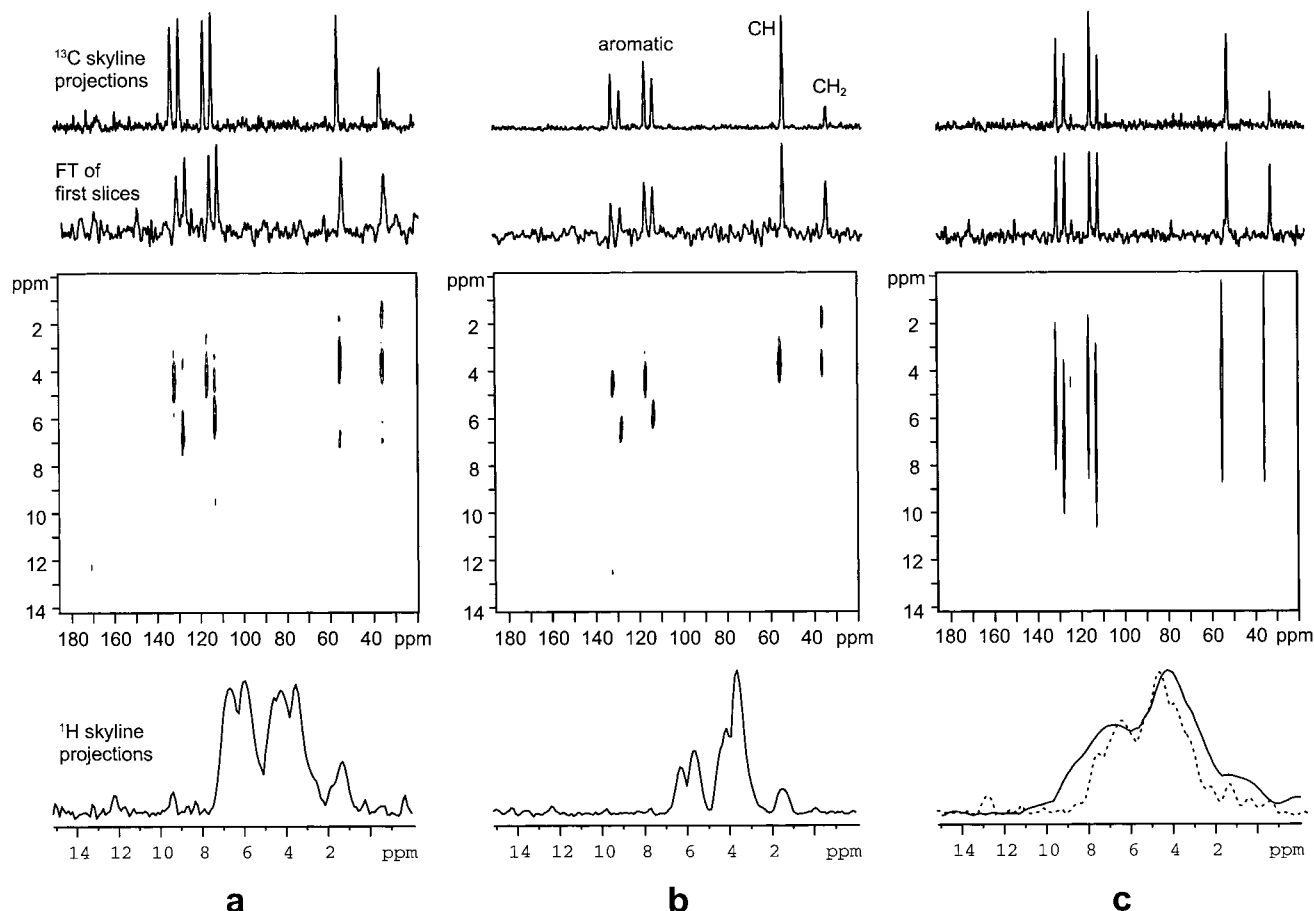 ¹³C skyline
projections
aromatic
CH
CH₂
FT of
first slices
ppm
2
4
6
8
10
12
14
180 160 140 120 100 80 60 40 ppm
ppm
2
4
6
8
10
12
14
180 160 140 120 100 80 60 40 ppm
ppm
2
4
6
8
10
12
14
180 160 140 120 100 80 60 40 ppm
¹H skyline
projections
14 12 10 8 6 4 2 ppm
14 12 10 8 6 4 2 ppm
14 12 10 8 6 4 2 ppm
a b c